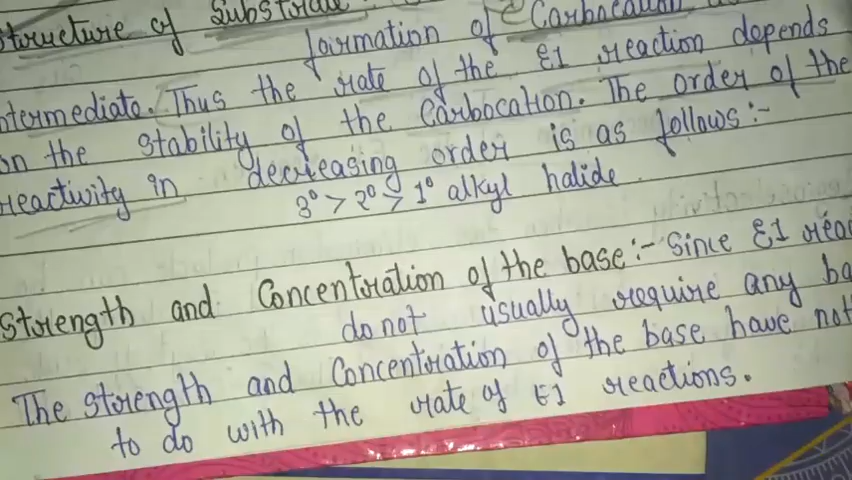 Structure of Substrate
formation of Carbocation
intermediate. Thus the rate of the E1 reaction depends
on the stability of the Carbocation. The order of the
reactivity in decreasing order is as follows:-
3° > 2° > 1° alkyl halide
Strength and Concentration of the base:- Since E1
do not usually require any
The strength and Concentration of the base have
to do with the rate of E1 reactions.